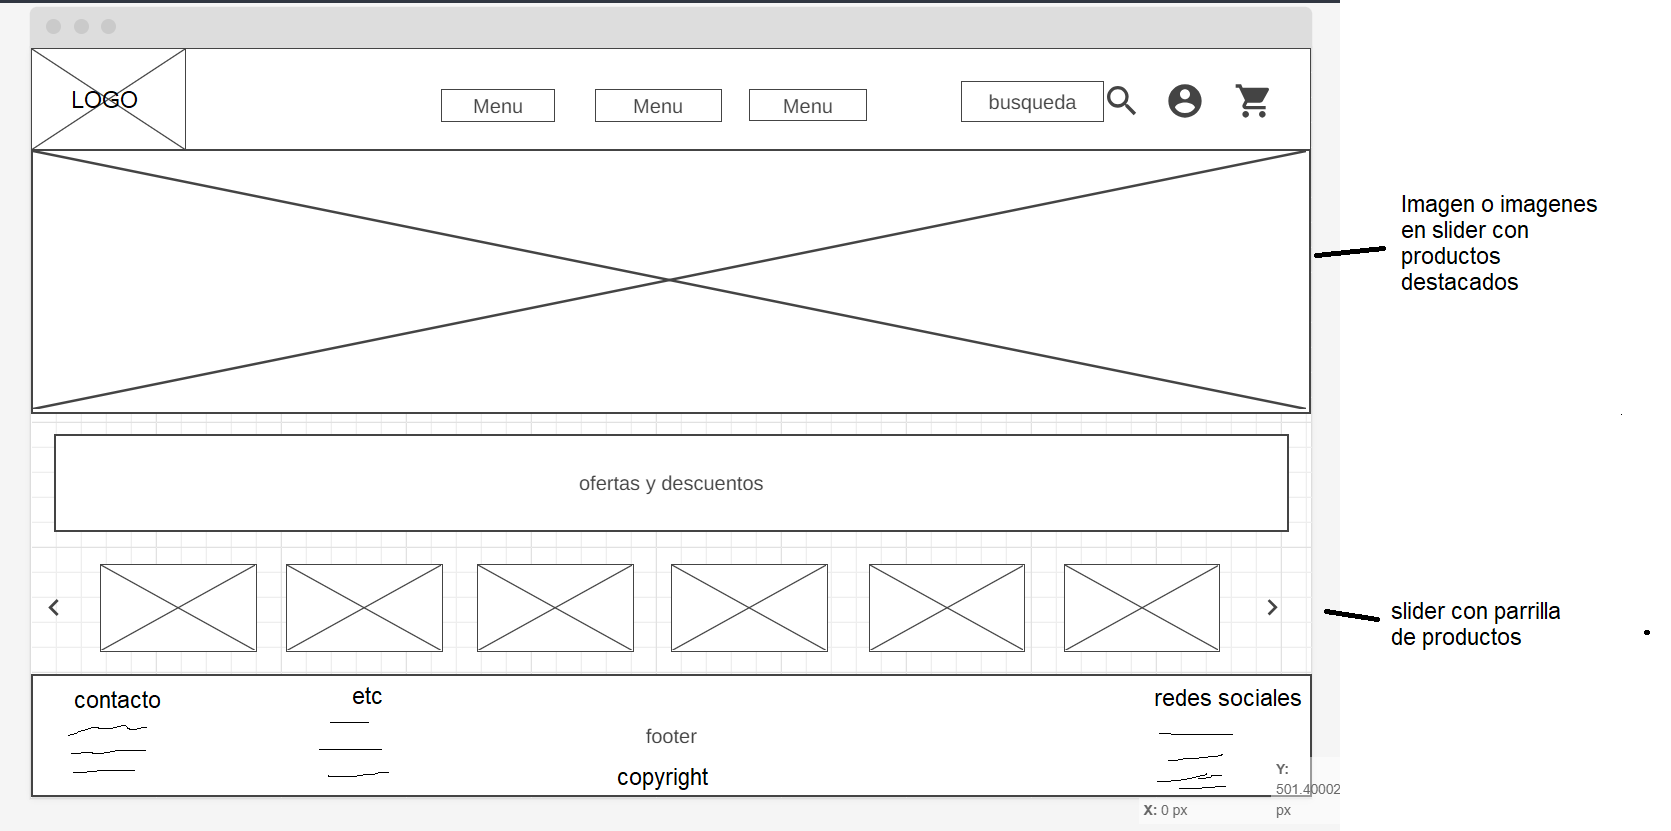 LOGO
Menu
Menu
Menu
busqueda
Imagen o imagenes
en slider con
productos
destacados
ofertas y descuentos
slider con parrilla
de productos
contacto
etc
redes sociales
footer
copyright
Y:
501.40002
px
X: 0 px